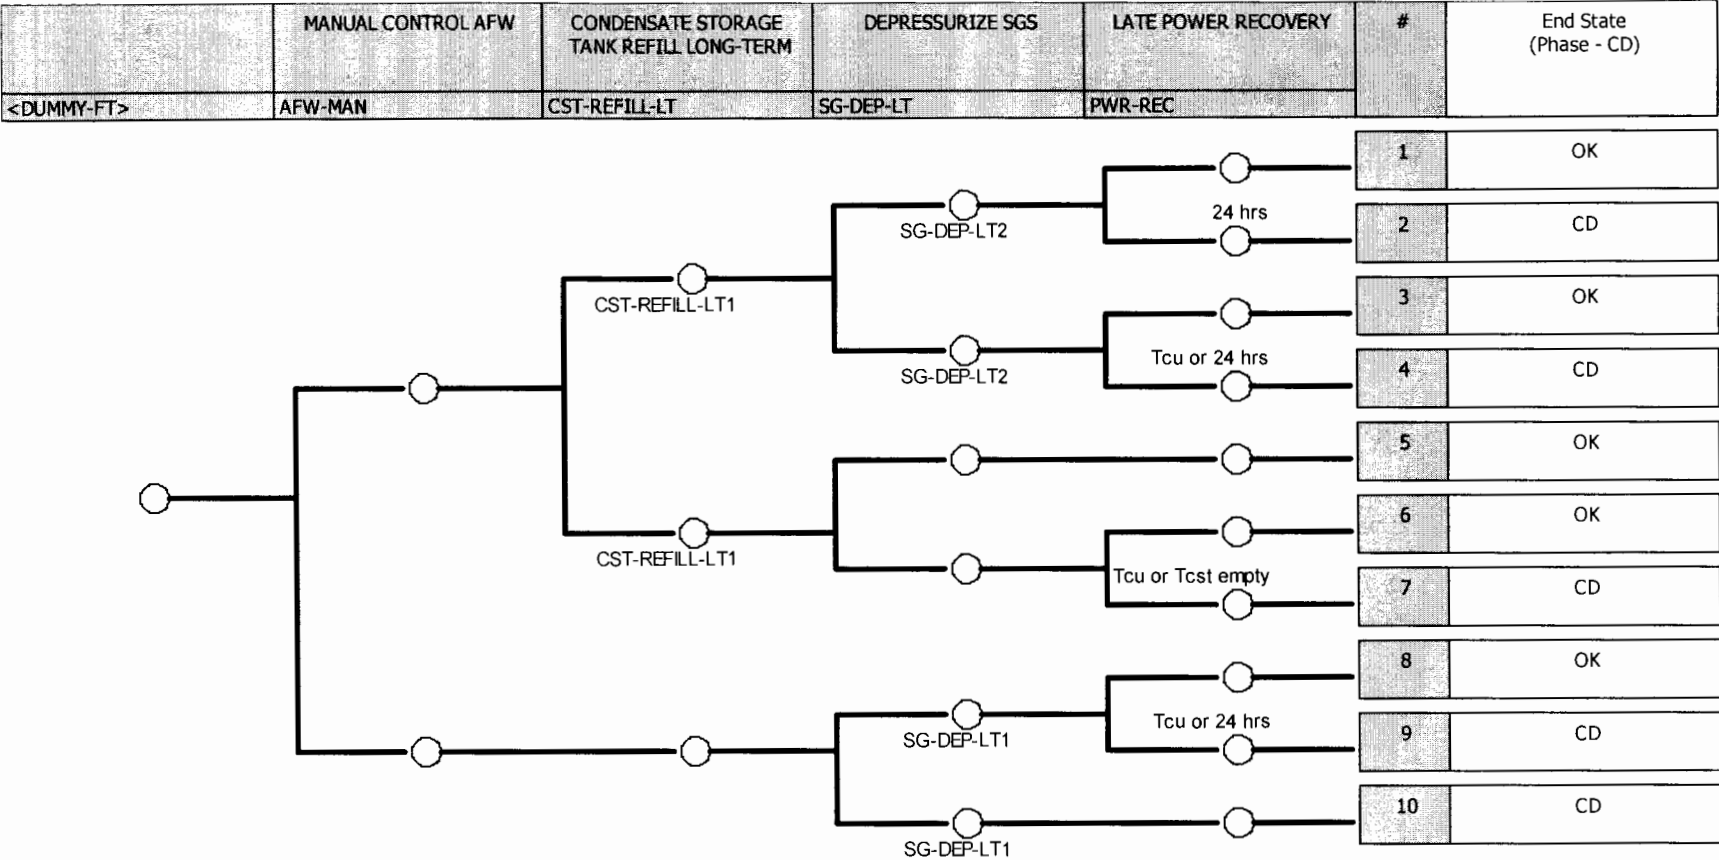 MANUAL CONTROL AFW
CONDENSATE STORAGE
TANK REFILL LONG-TERM
DEPRESSURIZE SGS
LATE POWER RECOVERY
#
End State
(Phase - CD)
<DUMMY-FT>
AFW-MAN
CST-REFILL-LT
SG-DEP-LT
PWR-REC
1
OK
SG-DEP-LT2
24 hrs
2
CD
CST-REFILL-LT1
3
OK
SG-DEP-LT2
Tcu or 24 hrs
4
CD
5
OK
6
OK
CST-REFILL-LT1
Tcu or Tcst empty
7
CD
8
OK
SG-DEP-LT1
Tcu or 24 hrs
9
CD
10
CD
SG-DEP-LT1